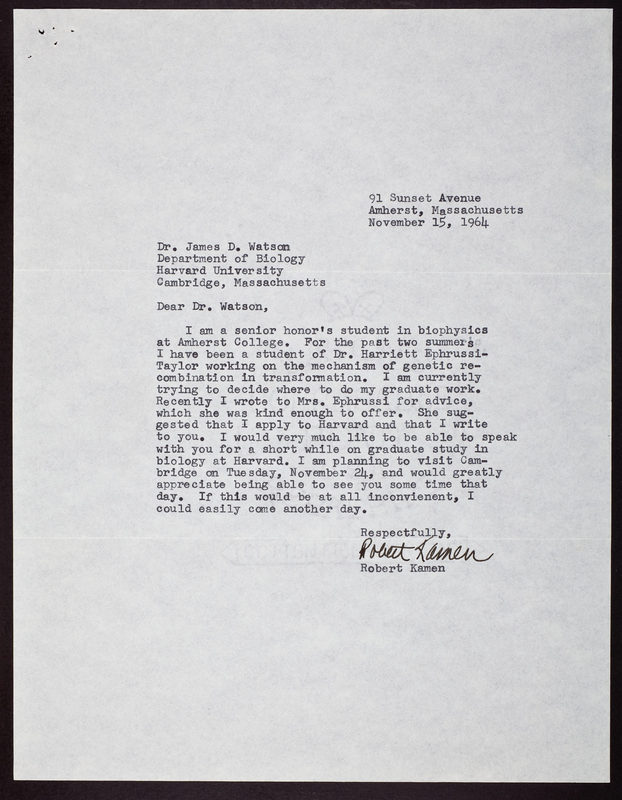 91 Sunset Avenue
Amherst, Massachusetts
November 15, 1964
Dr. James D. Watson
Department of Biology
Harvard University
Cambridge, Massachusetts
Dear Dr. Watson,
I am a senior honor's student in biophysics
at Amherst College. For the past two summers
I have been a student of Dr. Harriett Ephrussi-
Taylor working on the mechanism of genetic re-
combination in transformation. I am currently
trying to decide where to do my graduate work.
Recently I wrote to Mrs. Ephrussi for advice,
which she was kind enough to offer. She sug-
gested that I apply to Harvard and that I write
to you. I would very much like to be able to speak
with you for a short while on graduate study in
biology at Harvard. I am planning to visit Cam-
bridge on Tuesday, November 24, and would greatly
appreciate being able to see you some time that
day. If this would be at all inconvienent, I
could easily come another day.
Respectfully,
Robert Kamen
Robert Kamen